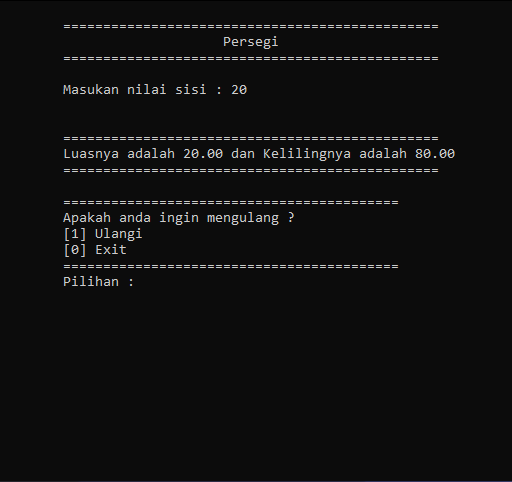 ===============================================
Persegi
===============================================
Masukan nilai sisi : 20
===============================================
Luasnya adalah 20.00 dan Kelilingnya adalah 80.00
===============================================
==========================================
Apakah anda ingin mengulang ?
[1] Ulangi
[0] Exit
==========================================
Pilihan :